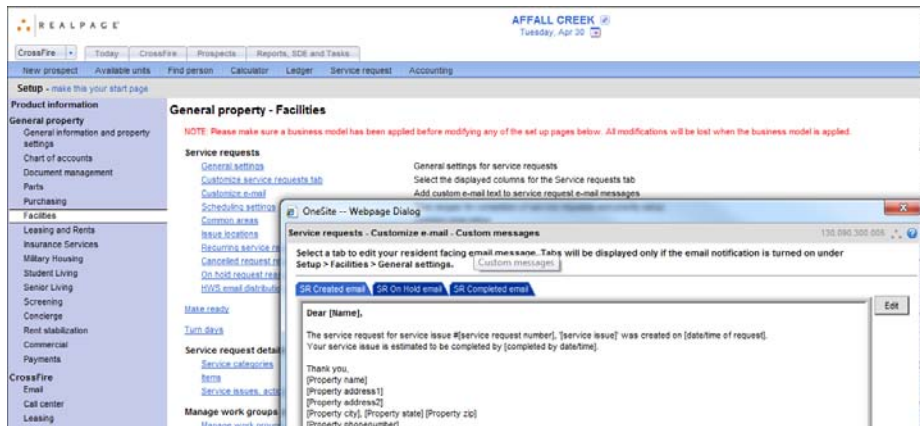 REALPAGE
AFFALL CREEK
Tuesday, Apr 30
CrossFire
Today
CrossFire
Prospects
Reports, SDE and Tasks
New prospect
Available units
Find person
Calculator
Ledger
Service request
Accounting
Setup - make this your start page
Product information
General property
General information and property
settings
Chart of accounts
Document management
Parts
Purchasing
Facilities
Leasing and Rents
Insurance Services
Military Housing
Student Living
Senior Living
Screening
Concierge
Rent stabilization
Commercial
Payments
CrossFire
Email
Call center
Leasing
General property - Facilities
NOTE: Please make sure a business model has been applied before modifying any of the set up pages below. All modifications will be lost when the business model is applied.
Service requests
General settings
General settings for service requests
Customize service requests tab
Select the displayed columns for the Service requests tab
Customize e-mail
Add custom e-mail text to service request e-mail messages
Scheduling settings
Common areas
Issue locations
Recurring service re
Canceled request re
On hold request rea
HWS email distributi
Make ready
Turn days
Service request detai
Service categories
Items
Service issues, acti
Manage work groups
OneSite -- Webpage Dialog
Service requests - Customize e-mail - Custom messages
Select a tab to edit your resident facing email message. Tabs will be displayed only if the email notification is turned on under
Setup > Facilities > General settings.
Custom messages
SR Created email
SR On Hold email
SR Completed email
Edit
Dear [Name],
The service request for service issue #[service request number], '[service issue]' was created on [date/time of request].
Your service issue is estimated to be completed by [completed by date/time].
Thank you,
[Property name]
[Property address1]
[Property address2]
[Property city], [Property state] [Property zip]
[Property phonenumber]